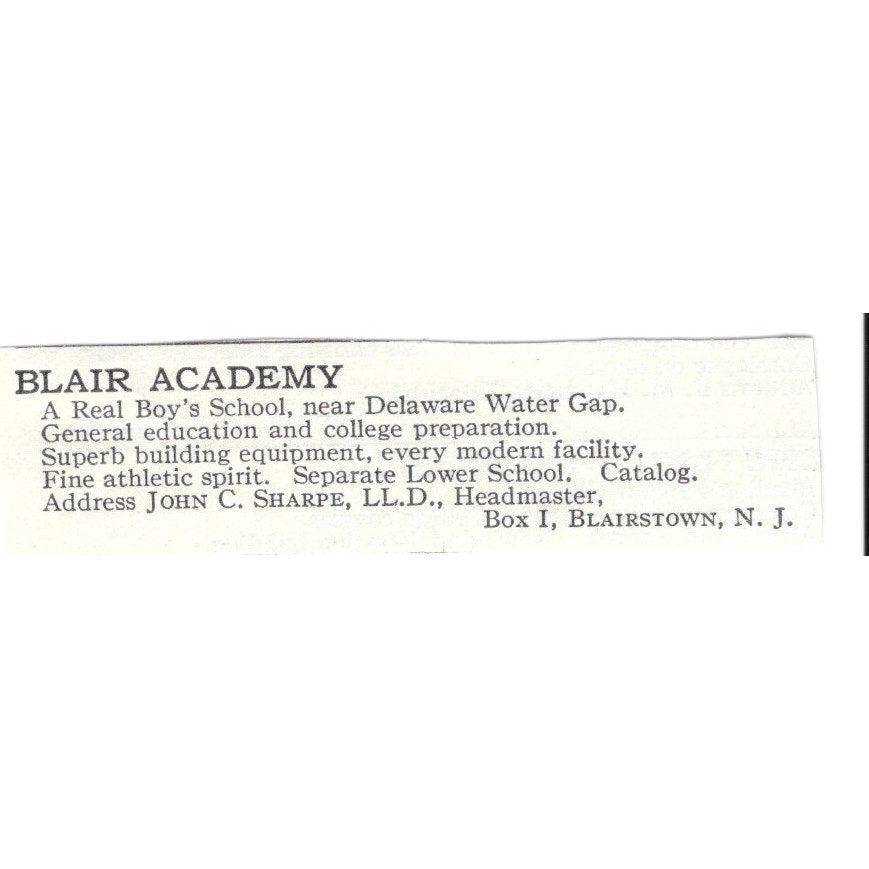 BLAIR ACADEMY
A Real Boy's School, near Delaware Water Gap.
General education and college preparation.
Superb building equipment, every modern facility.
Fine athletic spirit. Separate Lower School. Catalog.
Address JOHN C. SHARPE, LL.D., Headmaster,
Box I, BLAIRSTOWN, N. J.